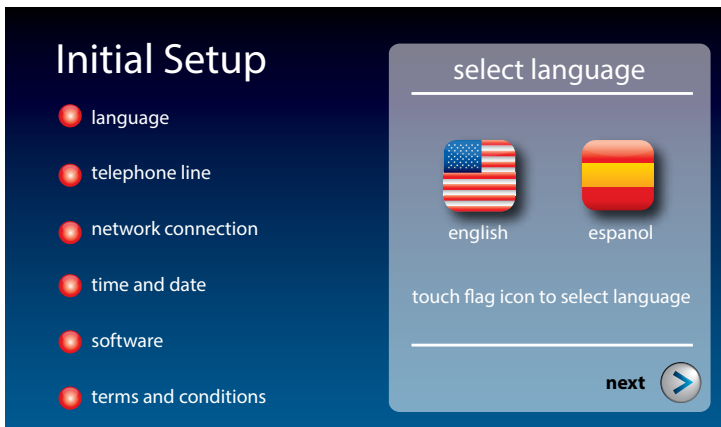 Initial Setup
language
telephone line
network connection
time and date
software
terms and conditions
select language
english
espanol
touch flag icon to select language
next